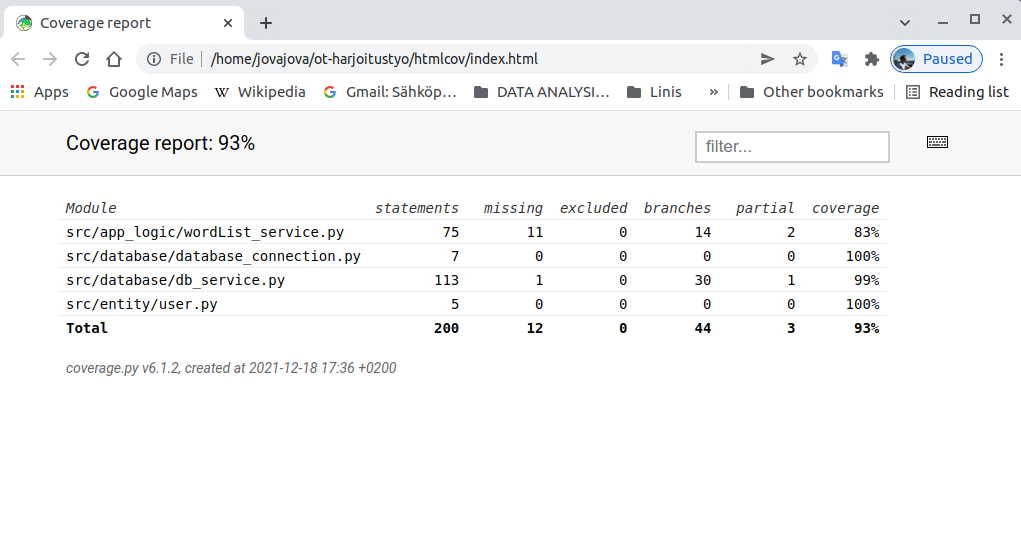 Coverage report
File /home/jovajova/ot-harjoitustyo/htmlcov/index.html Paused
Apps Google Maps Wikipedia Gmail: Sähköp… DATA ANALYSI… Linis » Other bookmarks Reading list
Coverage report: 93% filter...
Module statements missing excluded branches partial coverage
src/app_logic/wordList_service.py 75 11 0 14 2 83%
src/database/database_connection.py 7 0 0 0 0 100%
src/database/db_service.py 113 1 0 30 1 99%
src/entity/user.py 5 0 0 0 0 100%
Total 200 12 0 44 3 93%
coverage.py v6.1.2, created at 2021-12-18 17:36 +0200